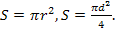 S = πr², S = πd²/4.